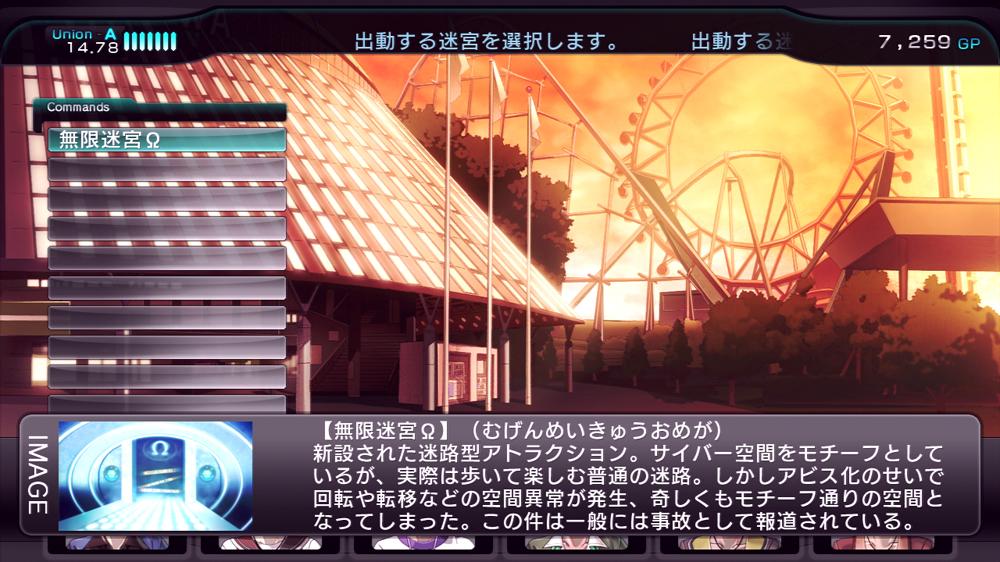 Union - A
14.78
出動する迷宮を選択します。 出動する迷
7,259 GP
Commands
無限迷宮Ω
IMAGE
Ω
【無限迷宮Ω】（むげんめいきゅうおめが）
新設された迷路型アトラクション。サイバー空間をモチーフとして
いるが、実際は歩いて楽しむ普通の迷路。しかしアビス化のせいで
回転や転移などの空間異常が発生、奇しくもモチーフ通りの空間と
なってしまった。この件は一般には事故として報道されている。